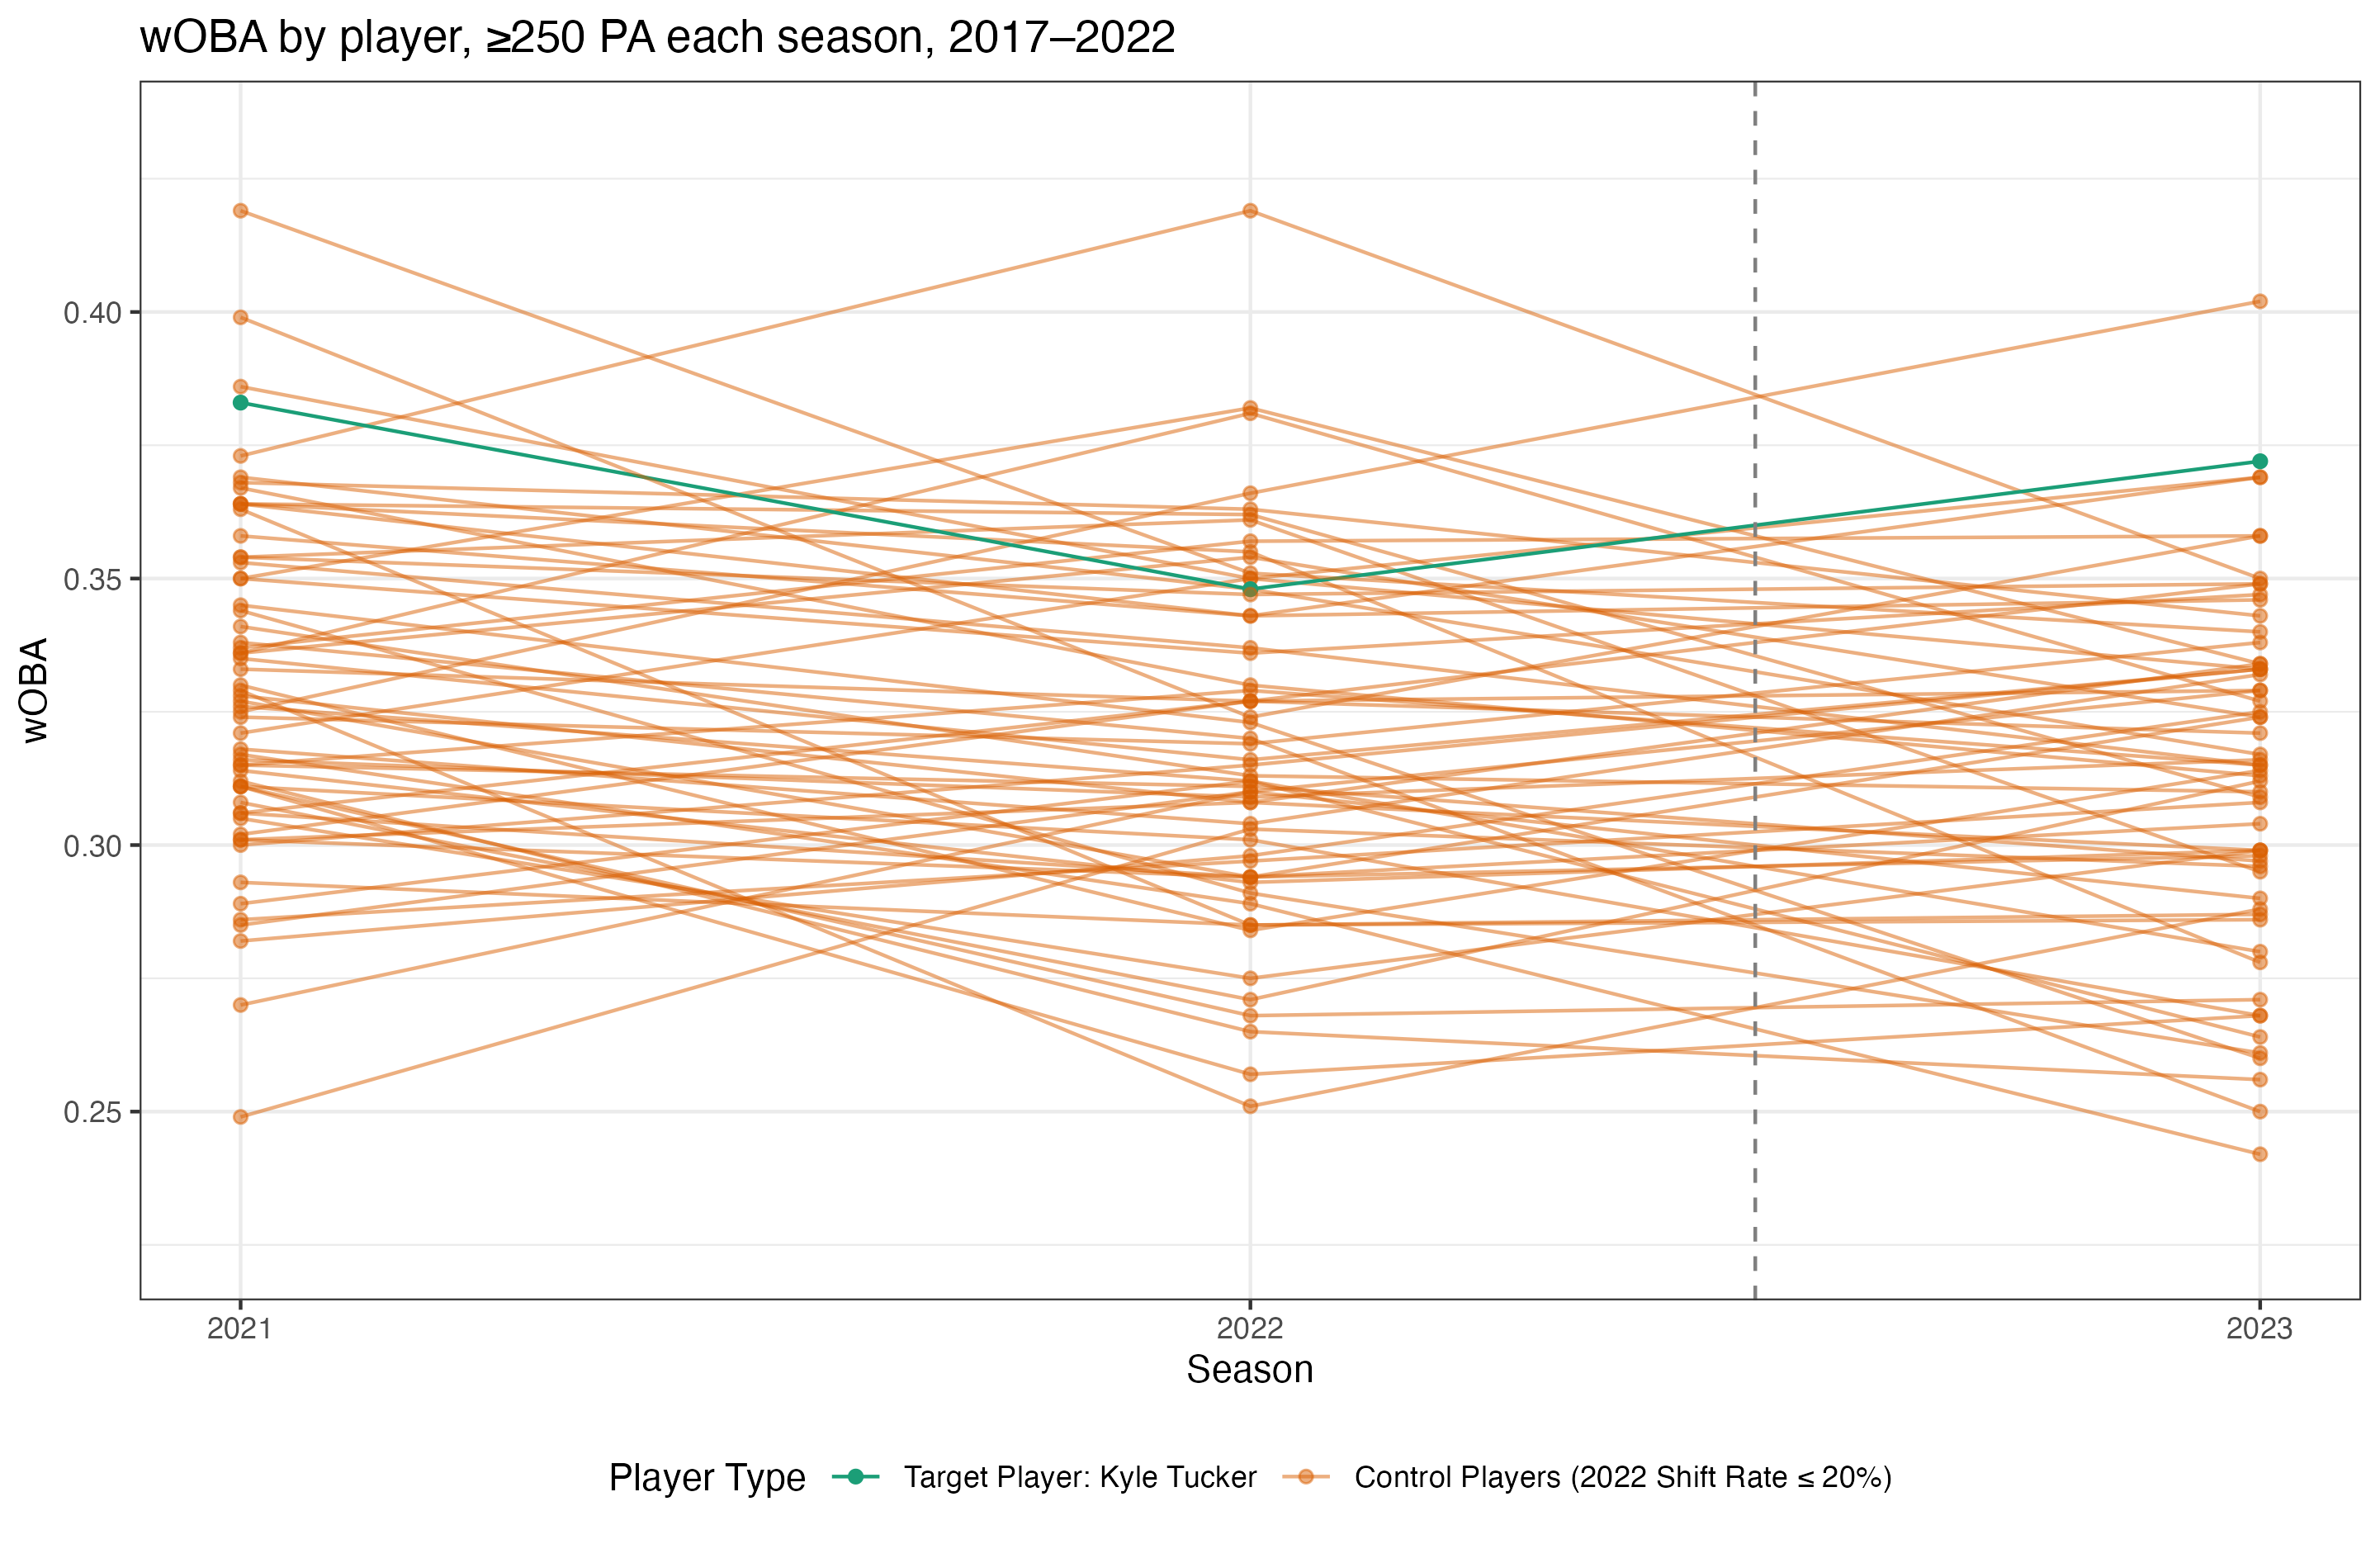 wOBA by player, ≥250 PA each season, 2017–2022
wOBA
0.40
0.35
0.30
0.25
2021 2022 2023
Season
Player Type Target Player: Kyle Tucker Control Players (2022 Shift Rate ≤ 20%)